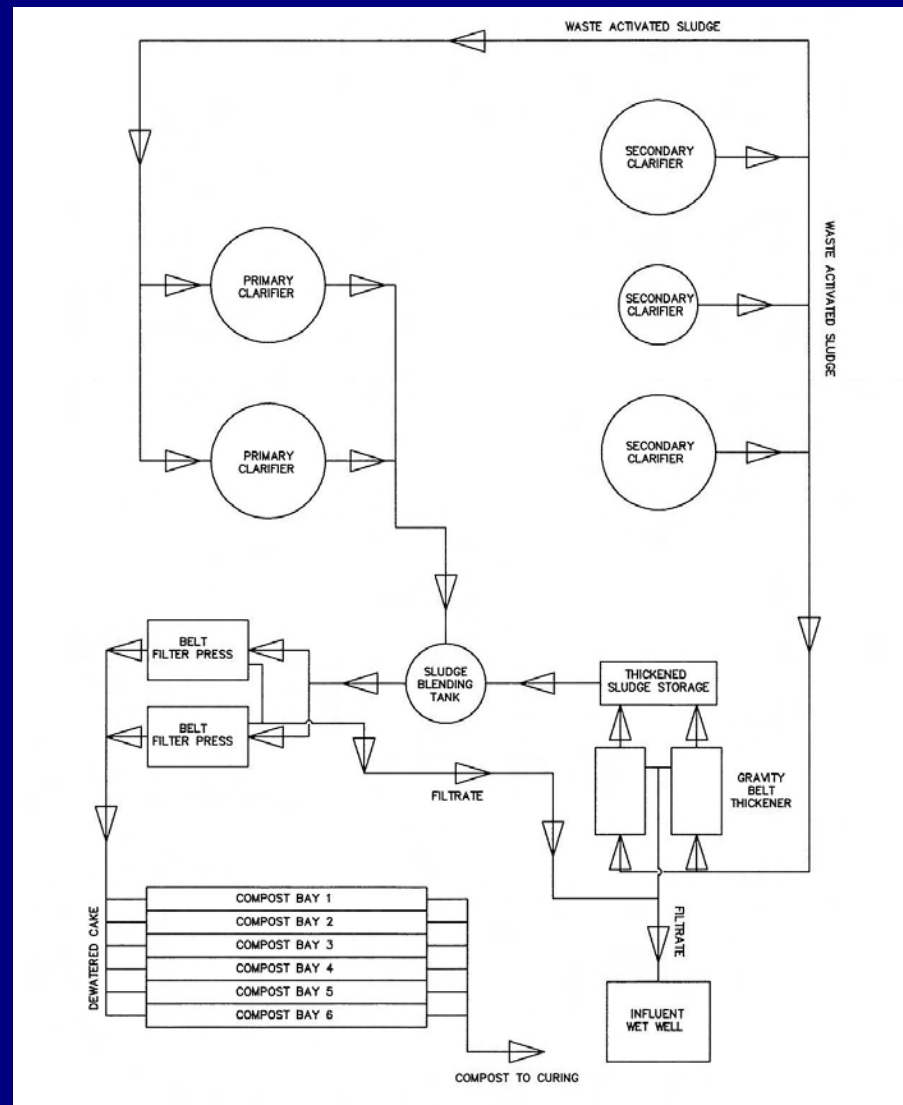 WASTE ACTIVATED SLUDGE
SECONDARY
CLARIFIER
PRIMARY
CLARIFIER
SECONDARY
CLARIFIER
WASTE ACTIVATED SLUDGE
PRIMARY
CLARIFIER
SECONDARY
CLARIFIER
BELT
FILTER PRESS
SLUDGE
BLENDING
TANK
THICKENED
SLUDGE STORAGE
BELT
FILTER PRESS
GRAVITY
BELT
THICKENER
FILTRATE
COMPOST BAY 1
COMPOST BAY 2
COMPOST BAY 3
COMPOST BAY 4
COMPOST BAY 5
COMPOST BAY 6
DEWATERED CAKE
FILTRATE
INFLUENT
WET WELL
COMPOST TO CURING